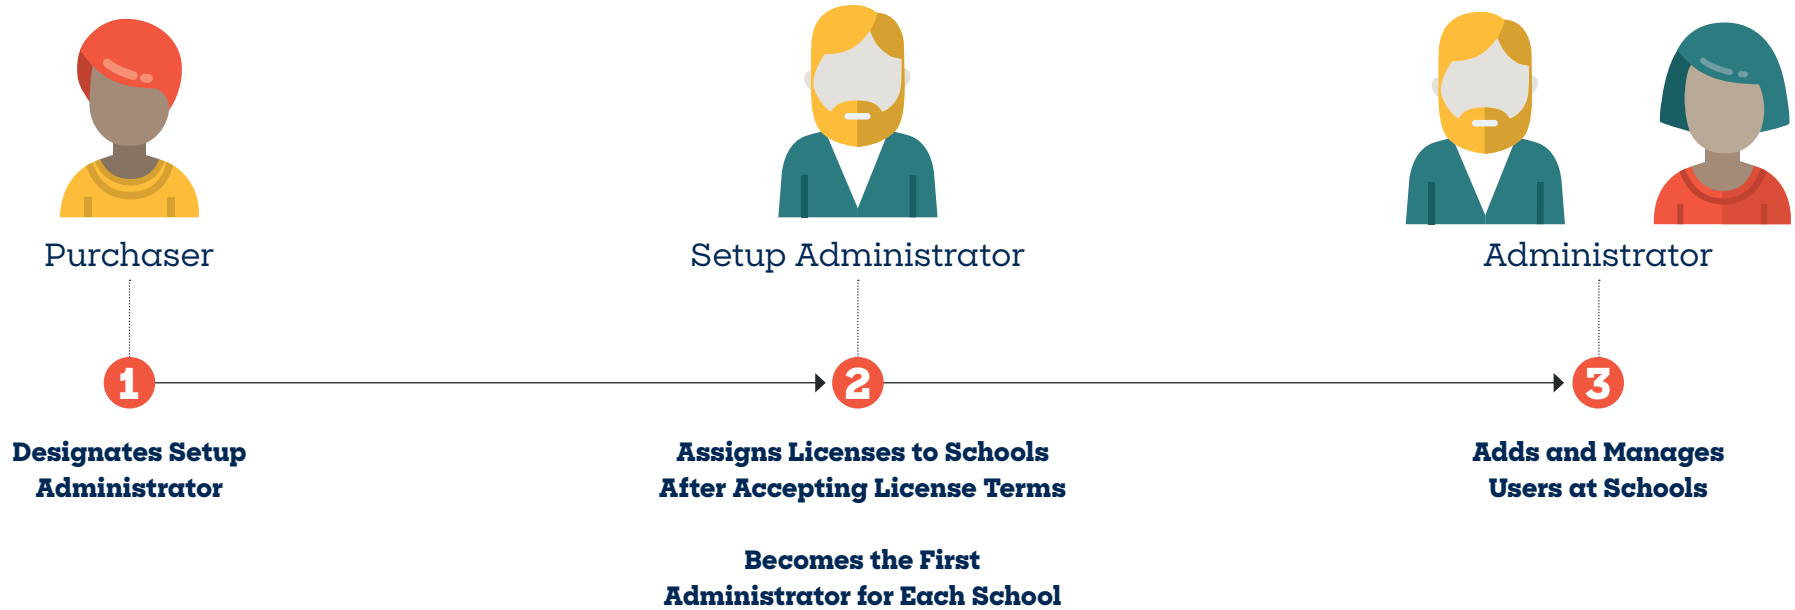 Purchaser
Setup Administrator
Administrator
1
2
3
Designates Setup
Administrator
Assigns Licenses to Schools
After Accepting License Terms
Becomes the First
Administrator for Each School
Adds and Manages
Users at Schools